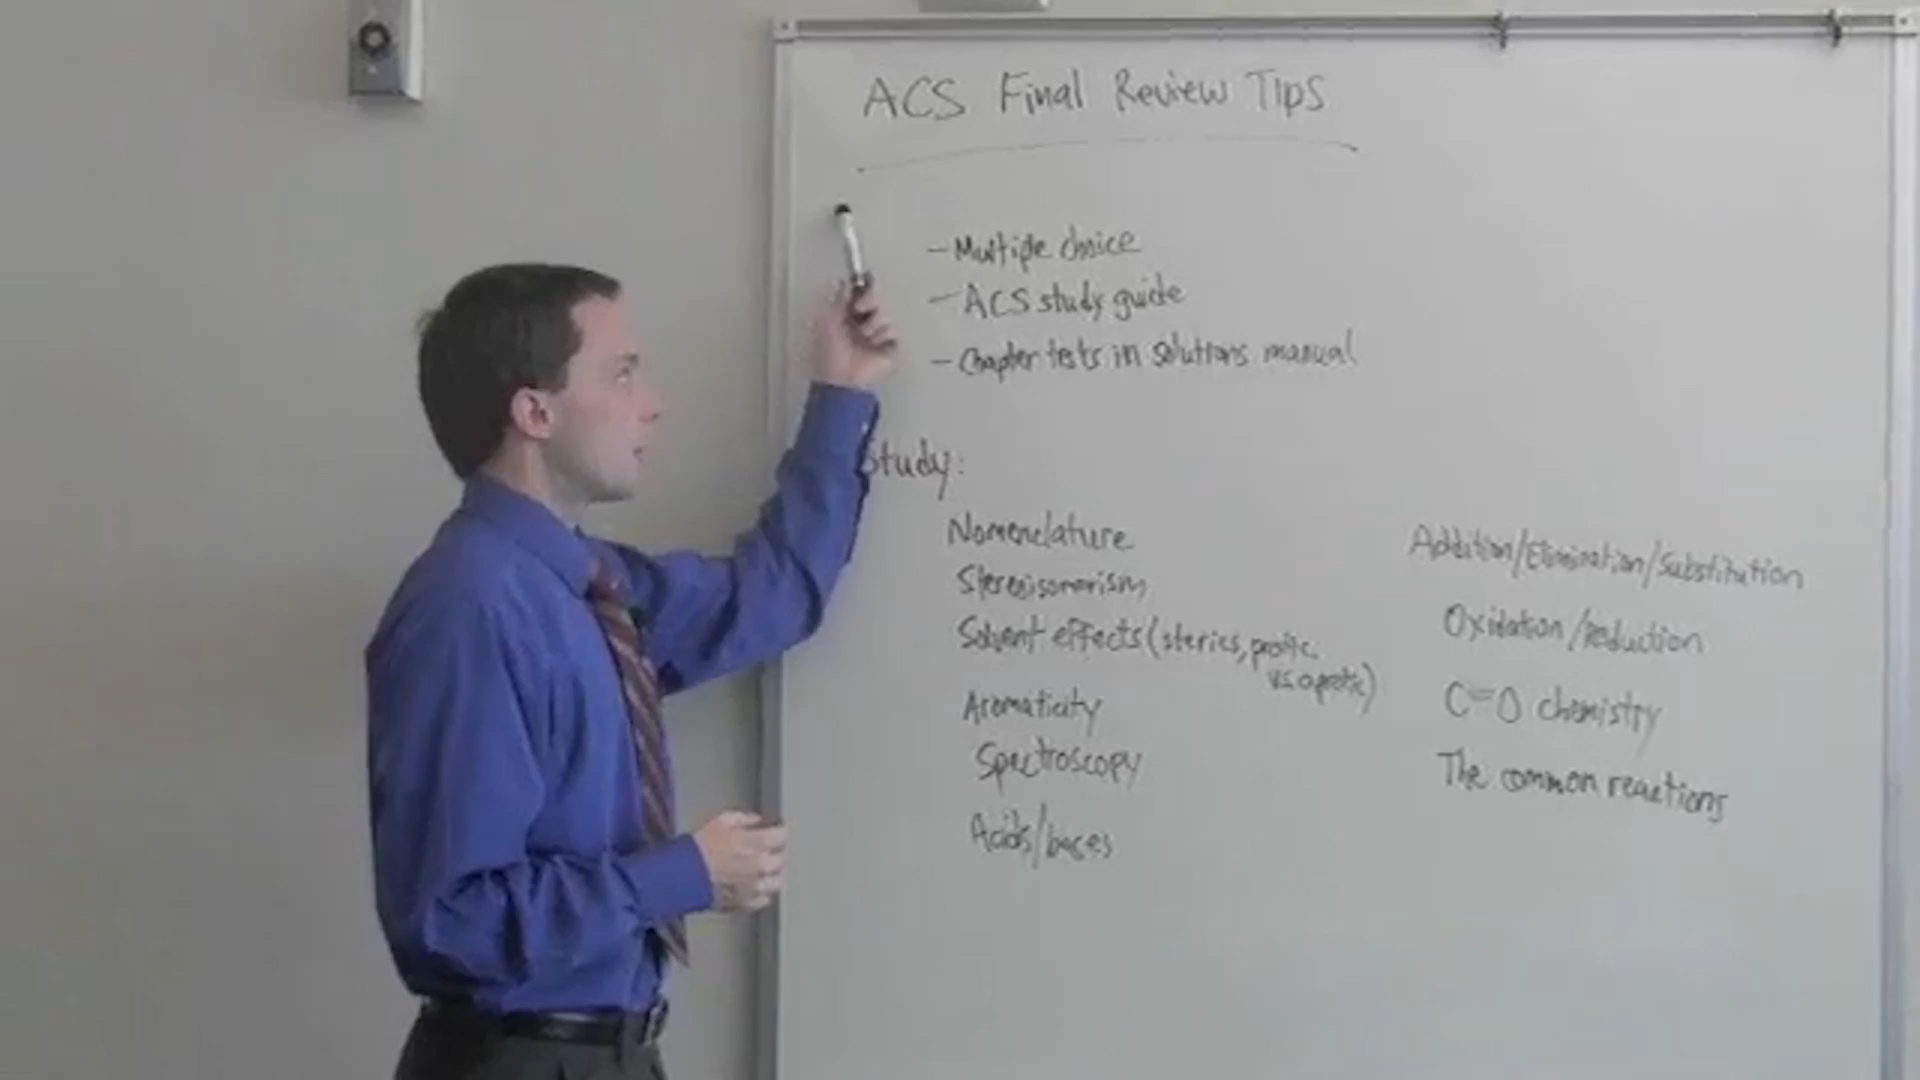 ACS Final Review Tips
- Multiple choice
- ACS study guide
- Chapter tests in solutions manual
Study:
Nomenclature
Stereoisomerism
Solvent effects (sterics, protic
vs aprotic)
Aromaticity
Spectroscopy
Acids/bases
Addition/Elimination/Substitution
Oxidation/reduction
C=O chemistry
The common reactions